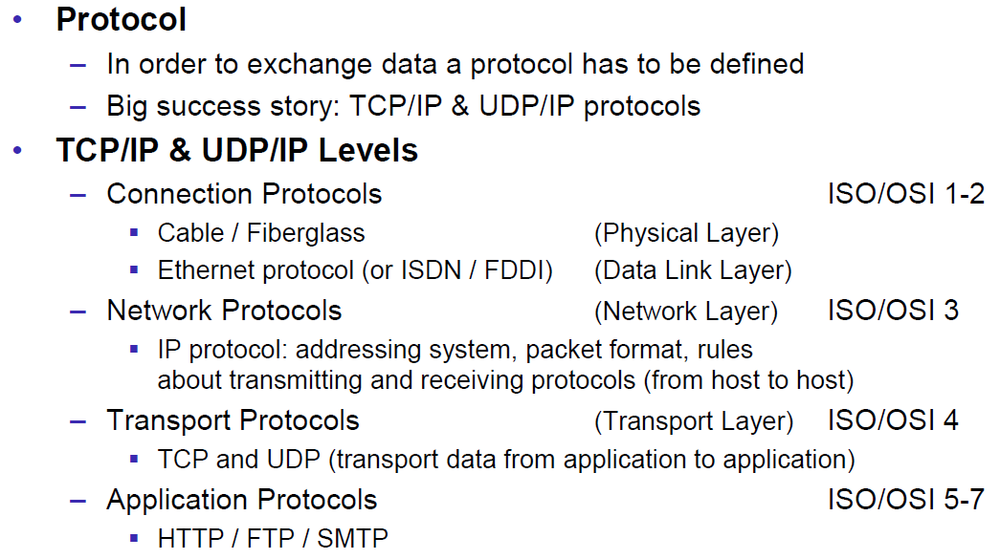 • Protocol
– In order to exchange data a protocol has to be defined
– Big success story: TCP/IP & UDP/IP protocols
• TCP/IP & UDP/IP Levels
– Connection Protocols ISO/OSI 1-2
▪ Cable / Fiberglass (Physical Layer)
▪ Ethernet protocol (or ISDN / FDDI) (Data Link Layer)
– Network Protocols (Network Layer) ISO/OSI 3
▪ IP protocol: addressing system, packet format, rules
about transmitting and receiving protocols (from host to host)
– Transport Protocols (Transport Layer) ISO/OSI 4
▪ TCP and UDP (transport data from application to application)
– Application Protocols ISO/OSI 5-7
▪ HTTP / FTP / SMTP